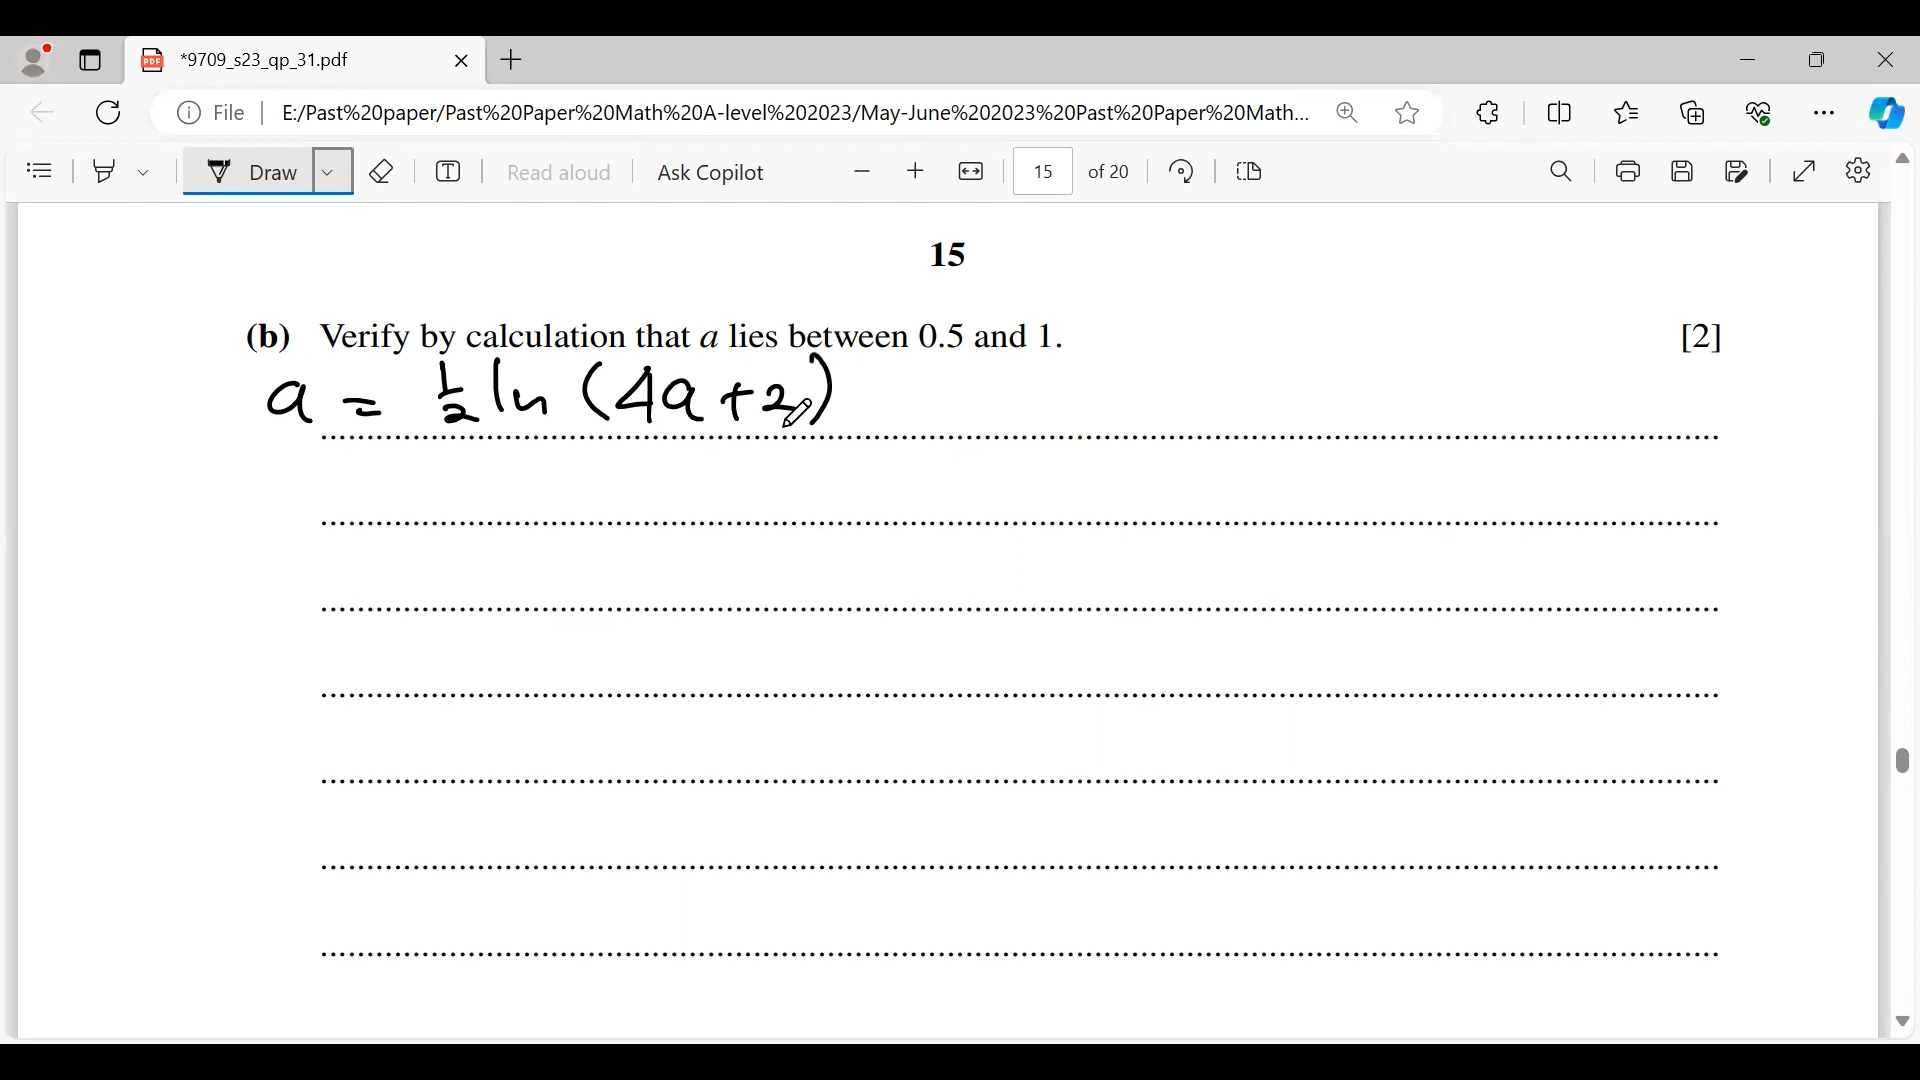 *9709_s23_qp_31.pdf
File E:/Past%20paper/Past%20Paper%20Math%20A-level%202023/May-June%202023%20Past%20Paper%20Math...
Draw Read aloud Ask Copilot 15 of 20
15
(b) Verify by calculation that a lies between 0.5 and 1. [2]
a = ½ ln (4a + 2)